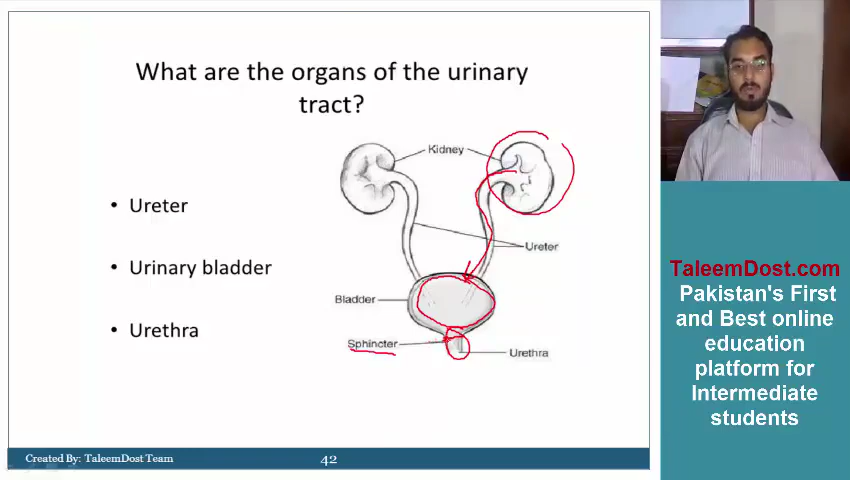 What are the organs of the urinary
tract?
• Ureter
• Urinary bladder
• Urethra
Kidney
Ureter
Bladder
Sphincter
Urethra
Created By: TaleemDost Team
42
TaleemDost.com
Pakistan's First
and Best online
education
platform for
Intermediate
students